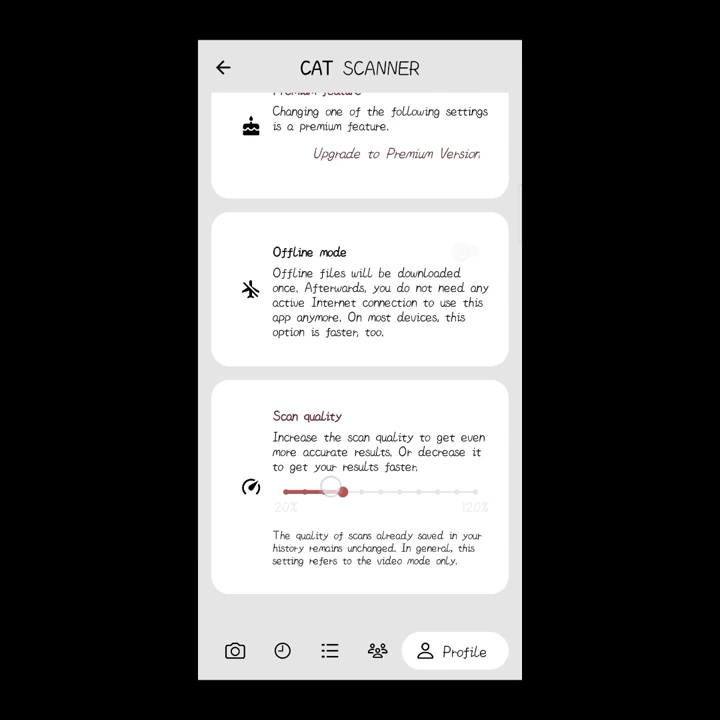 CAT SCANNER
Premium feature
Changing one of the following settings
is a premium feature.
Upgrade to Premium Version
Offline mode
Offline files will be downloaded
once. Afterwards, you do not need any
active Internet connection to use this
app anymore. On most devices, this
option is faster, too.
Scan quality
Increase the scan quality to get even
more accurate results. Or decrease it
to get your results faster.
20% 120%
The quality of scans already saved in your
history remains unchanged. In general, this
setting refers to the video mode only.
Profile